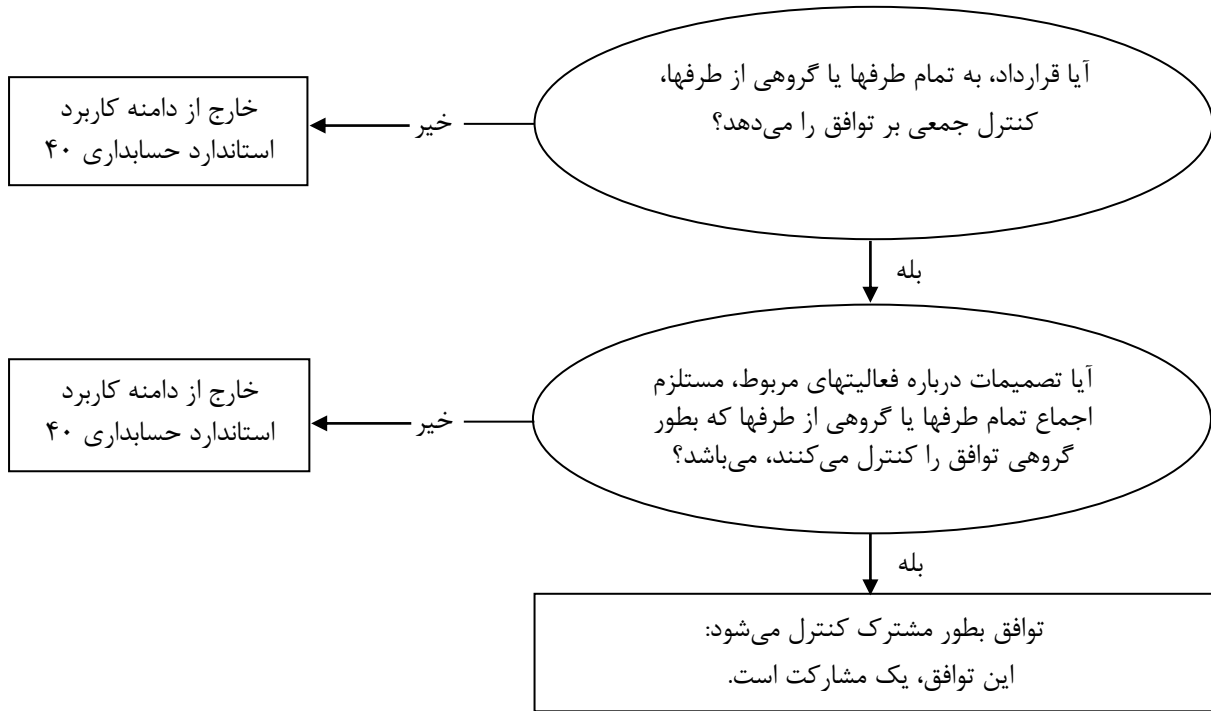 آیا قرارداد، به تمام طرفها یا گروهی از طرفها،
کنترل جمعی بر توافق را می‌دهد؟
خیر
خارج از دامنه کاربرد
استاندارد حسابداری ۴۰
بله
آیا تصمیمات درباره فعالیتهای مربوط، مستلزم
اجماع تمام طرفها یا گروهی از طرفها که بطور
گروهی توافق را کنترل می‌کنند، می‌باشد؟
خیر
خارج از دامنه کاربرد
استاندارد حسابداری ۴۰
بله
توافق بطور مشترک کنترل می‌شود:
این توافق، یک مشارکت است.